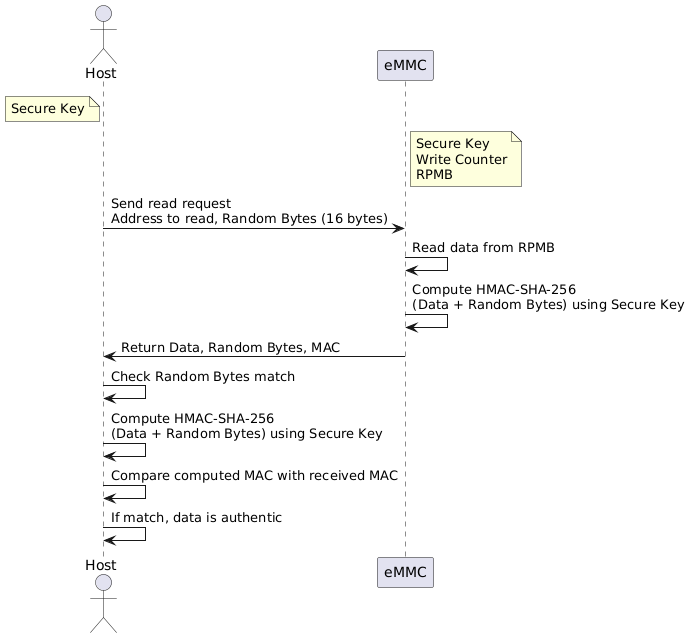 Host
eMMC
Secure Key
Secure Key
Write Counter
RPMB
Send read request
Address to read, Random Bytes (16 bytes)
Read data from RPMB
Compute HMAC-SHA-256
(Data + Random Bytes) using Secure Key
Return Data, Random Bytes, MAC
Check Random Bytes match
Compute HMAC-SHA-256
(Data + Random Bytes) using Secure Key
Compare computed MAC with received MAC
If match, data is authentic
Host
eMMC